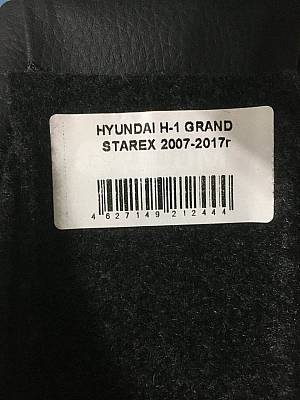 HYUNDAI H-1 GRAND
STAREX 2007-2017г
4 627149 212444